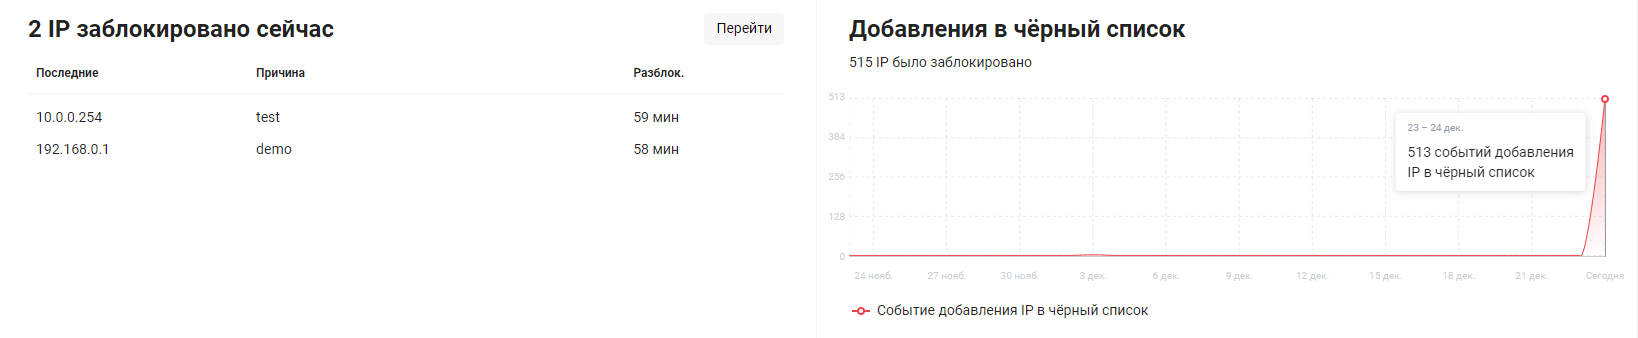 2 IP заблокировано сейчас
Перейти
Последние Причина Разблок.
10.0.0.254 test 59 мин
192.168.0.1 demo 58 мин
Добавления в чёрный список
515 IP было заблокировано
513
384
256
128
0
23 – 24 дек.
513 событий добавления
IP в чёрный список
24 нояб. 27 нояб. 30 нояб. 3 дек. 6 дек. 9 дек. 12 дек. 15 дек. 18 дек. 21 дек. Сегодня
Событие добавления IP в чёрный список